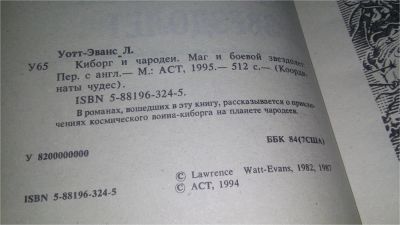 Уотт-Эванс Л.
У65 Киборг и чародеи. Маг и боевой звездолет.
Пер. с англ.— М.: АСТ, 1995.— 512 с.— (Коорди-
наты чудес).
ISBN 5-88196-324-5.
В романах, вошедших в эту книгу, рассказывается о приклю-
чениях космического воина-киборга на планете чародеев.
У 8200000000
ББК 84(7США)
ISBN 5-88196-324-5
© Lawrence Watt-Evans, 1982, 1987
© АСТ, 1994